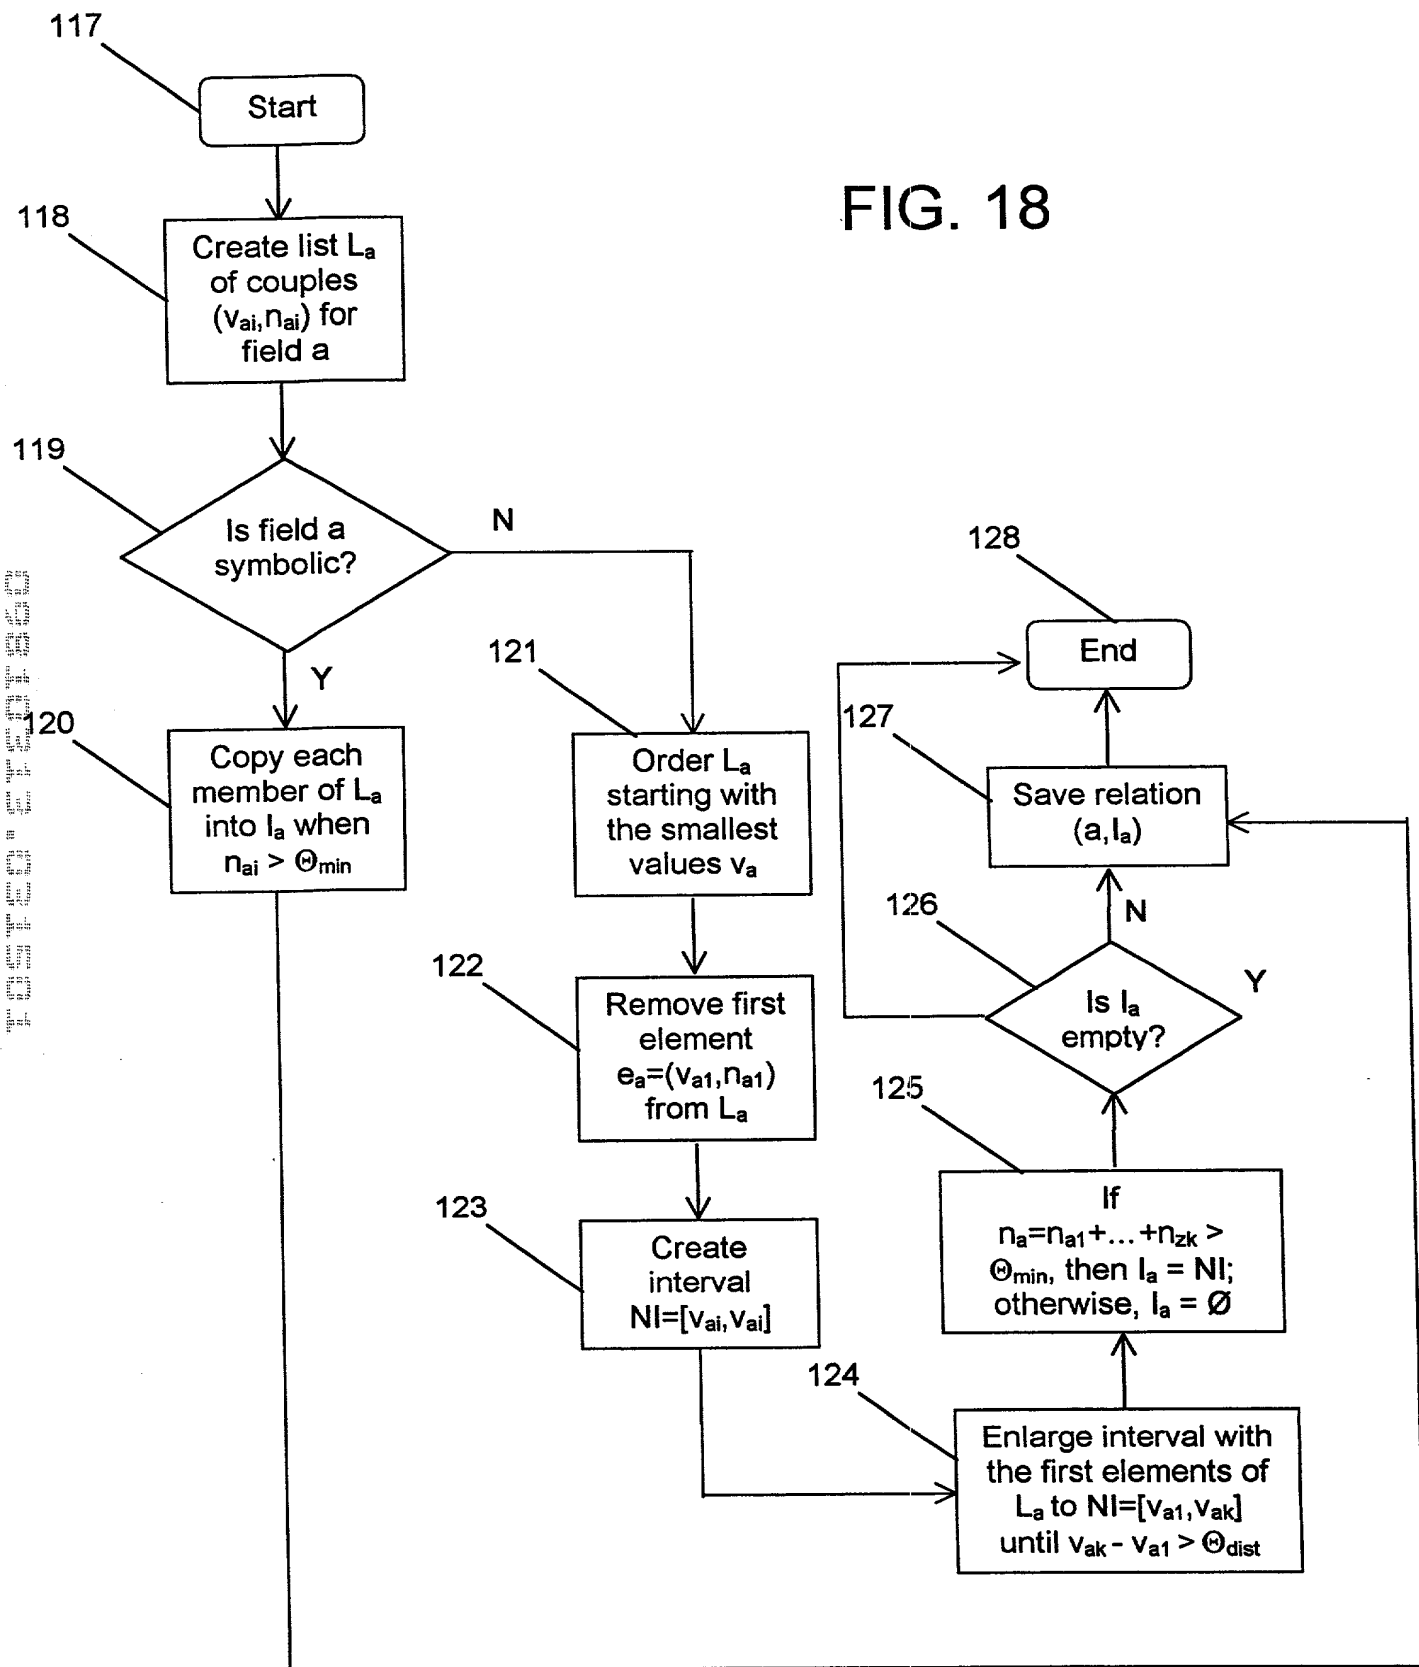 117
Start
FIG. 18
118
Create list Lₐ
of couples
(vₐᵢ,nₐᵢ) for
field a
119
Is field a
symbolic?
N
Y
120
Copy each
member of Lₐ
into Iₐ when
nₐᵢ > Θmin
121
Order Lₐ
starting with
the smallest
values vₐ
122
Remove first
element
eₐ=(vₐ₁,nₐ₁)
from Lₐ
123
Create
interval
NI=[vₐᵢ,vₐᵢ]
124
Enlarge interval with
the first elements of
Lₐ to NI=[vₐ₁,vₐₖ]
until vₐₖ - vₐ₁ > Θdist
125
If
nₐ=nₐ₁+...+nzk >
Θmin, then Iₐ = NI;
otherwise, Iₐ = Ø
126
Is Iₐ
empty?
N
Y
127
Save relation
(a,Iₐ)
128
End